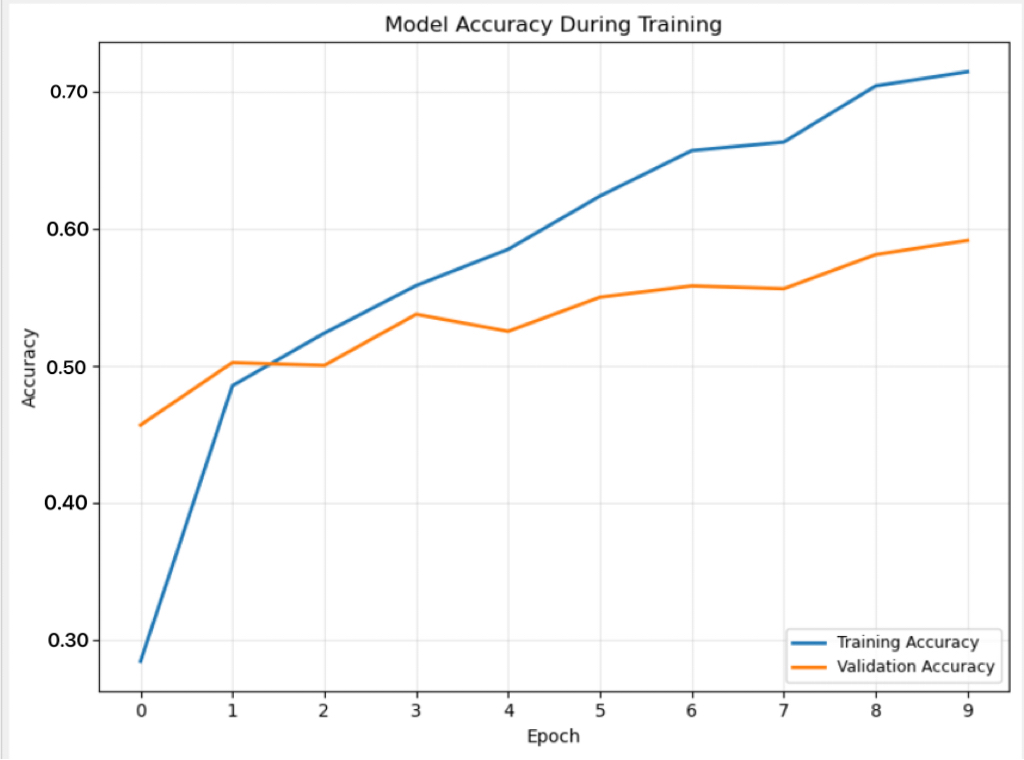 Model Accuracy During Training
0.70
0.60
0.50
0.40
0.30
Accuracy
0 1 2 3 4 5 6 7 8 9
Epoch
Training Accuracy
Validation Accuracy